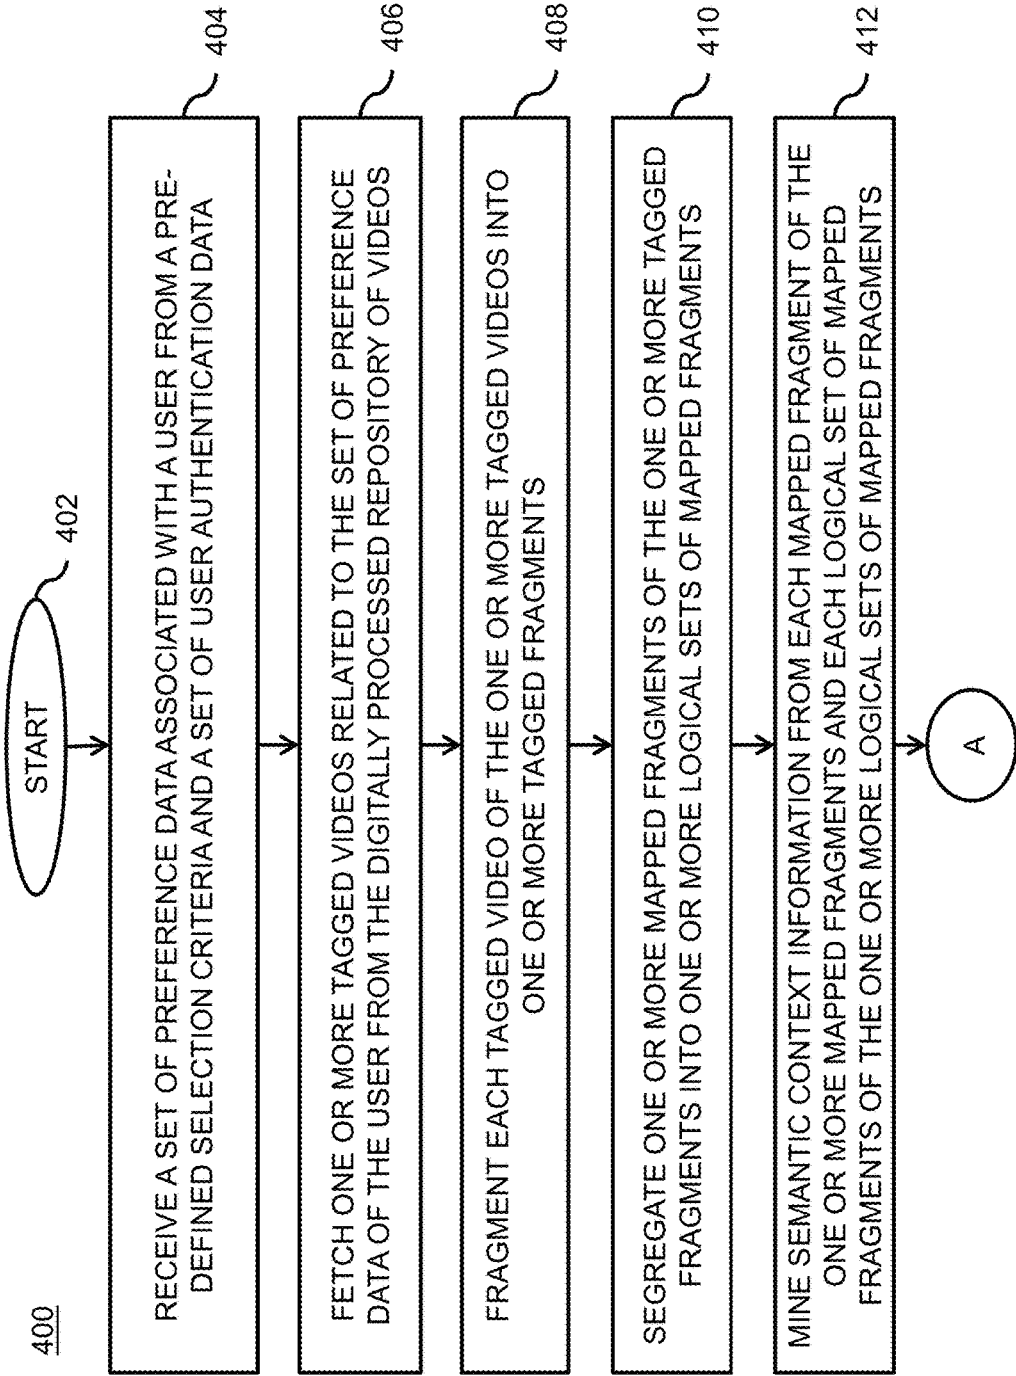 400
START
402
RECEIVE A SET OF PREFERENCE DATA ASSOCIATED WITH A USER FROM A PRE-
DEFINED SELECTION CRITERIA AND A SET OF USER AUTHENTICATION DATA
404
FETCH ONE OR MORE TAGGED VIDEOS RELATED TO THE SET OF PREFERENCE
DATA OF THE USER FROM THE DIGITALLY PROCESSED REPOSITORY OF VIDEOS
406
FRAGMENT EACH TAGGED VIDEO OF THE ONE OR MORE TAGGED VIDEOS INTO
ONE OR MORE TAGGED FRAGMENTS
408
SEGREGATE ONE OR MORE MAPPED FRAGMENTS OF THE ONE OR MORE TAGGED
FRAGMENTS INTO ONE OR MORE LOGICAL SETS OF MAPPED FRAGMENTS
410
MINE SEMANTIC CONTEXT INFORMATION FROM EACH MAPPED FRAGMENT OF THE
ONE OR MORE MAPPED FRAGMENTS AND EACH LOGICAL SET OF MAPPED
FRAGMENTS OF THE ONE OR MORE LOGICAL SETS OF MAPPED FRAGMENTS
412
A